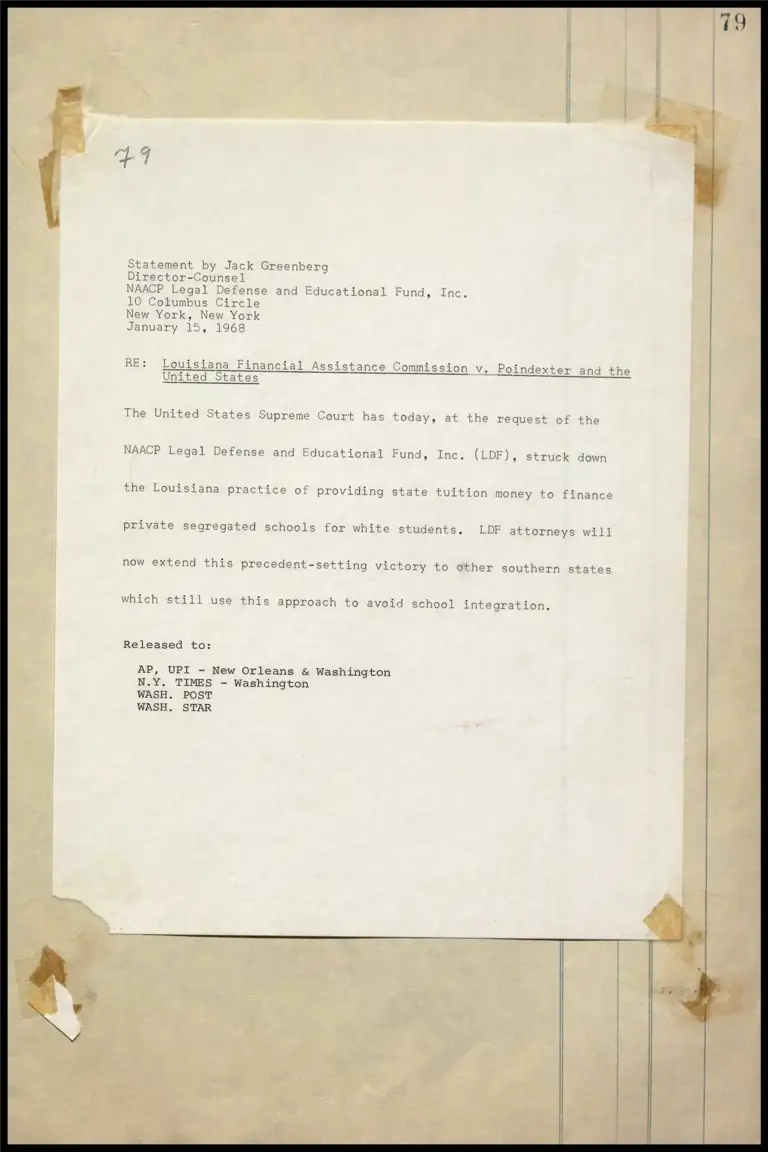 79
79
Statement by Jack Greenberg
Director-Counsel
NAACP Legal Defense and Educational Fund, Inc.
10 Columbus Circle
New York, New York
January 15, 1968
RE: Louisiana Financial Assistance Commission v. Poindexter and the
United States
The United States Supreme Court has today, at the request of the
NAACP Legal Defense and Educational Fund, Inc. (LDF), struck down
the Louisiana practice of providing state tuition money to finance
private segregated schools for white students. LDF attorneys will
now extend this precedent-setting victory to other southern states
which still use this approach to avoid school integration.
Released to:
AP, UPI - New Orleans & Washington
N.Y. TIMES - Washington
WASH. POST
WASH. STAR